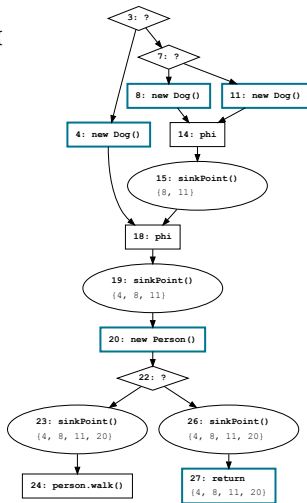 3: ?
7: ?
8: new Dog()
11: new Dog()
4: new Dog()
14: phi
15: sinkPoint()
{8, 11}
18: phi
19: sinkPoint()
{4, 8, 11}
20: new Person()
22: ?
23: sinkPoint()
{4, 8, 11, 20}
26: sinkPoint()
{4, 8, 11, 20}
24: person.walk()
27: return
{4, 8, 11, 20}